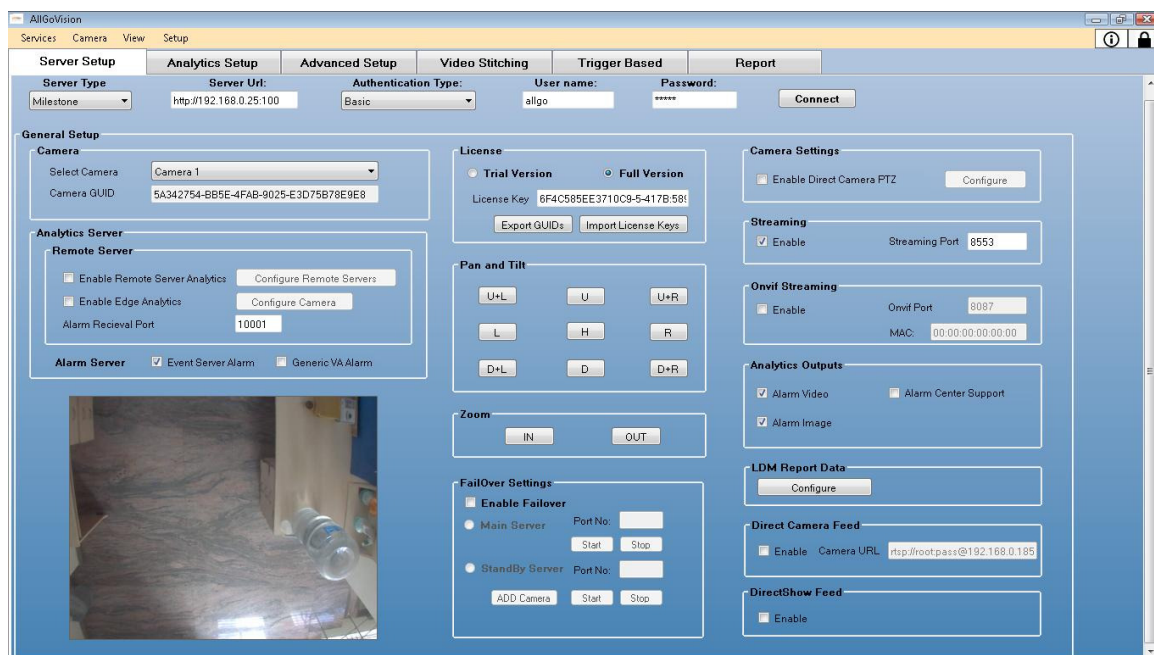 AllGoVision
Services Camera View Setup
Server Setup Analytics Setup Advanced Setup Video Stitching Trigger Based Report
Server Type Server Url: Authentication Type: User name: Password:
Milestone http://192.168.0.25:100 Basic allgo ***** Connect
General Setup
Camera
Select Camera Camera 1
Camera GUID 5A342754-BB5E-4FAB-9025-E3D75B78E9E8
Analytics Server
Remote Server
Enable Remote Server Analytics Configure Remote Servers
Enable Edge Analytics Configure Camera
Alarm Recieval Port 10001
Alarm Server Event Server Alarm Generic VA Alarm
License
Trial Version Full Version
License Key 6F4C585EE3710C9-5-417B:58
Export GUIDs Import License Keys
Pan and Tilt
U+L U U+R
L H R
D+L D D+R
Zoom
IN OUT
FailOver Settings
Enable Failover
Main Server Port No:
Start Stop
StandBy Server Port No:
ADD Camera Start Stop
Camera Settings
Enable Direct Camera PTZ Configure
Streaming
Enable Streaming Port 8553
Onvif Streaming
Enable Onvif Port 8087
MAC: 00:00:00:00:00:00
Analytics Outputs
Alarm Video Alarm Center Support
Alarm Image
LDM Report Data
Configure
Direct Camera Feed
Enable Camera URL rtsp://root:pass@192.168.0.185
DirectShow Feed
Enable